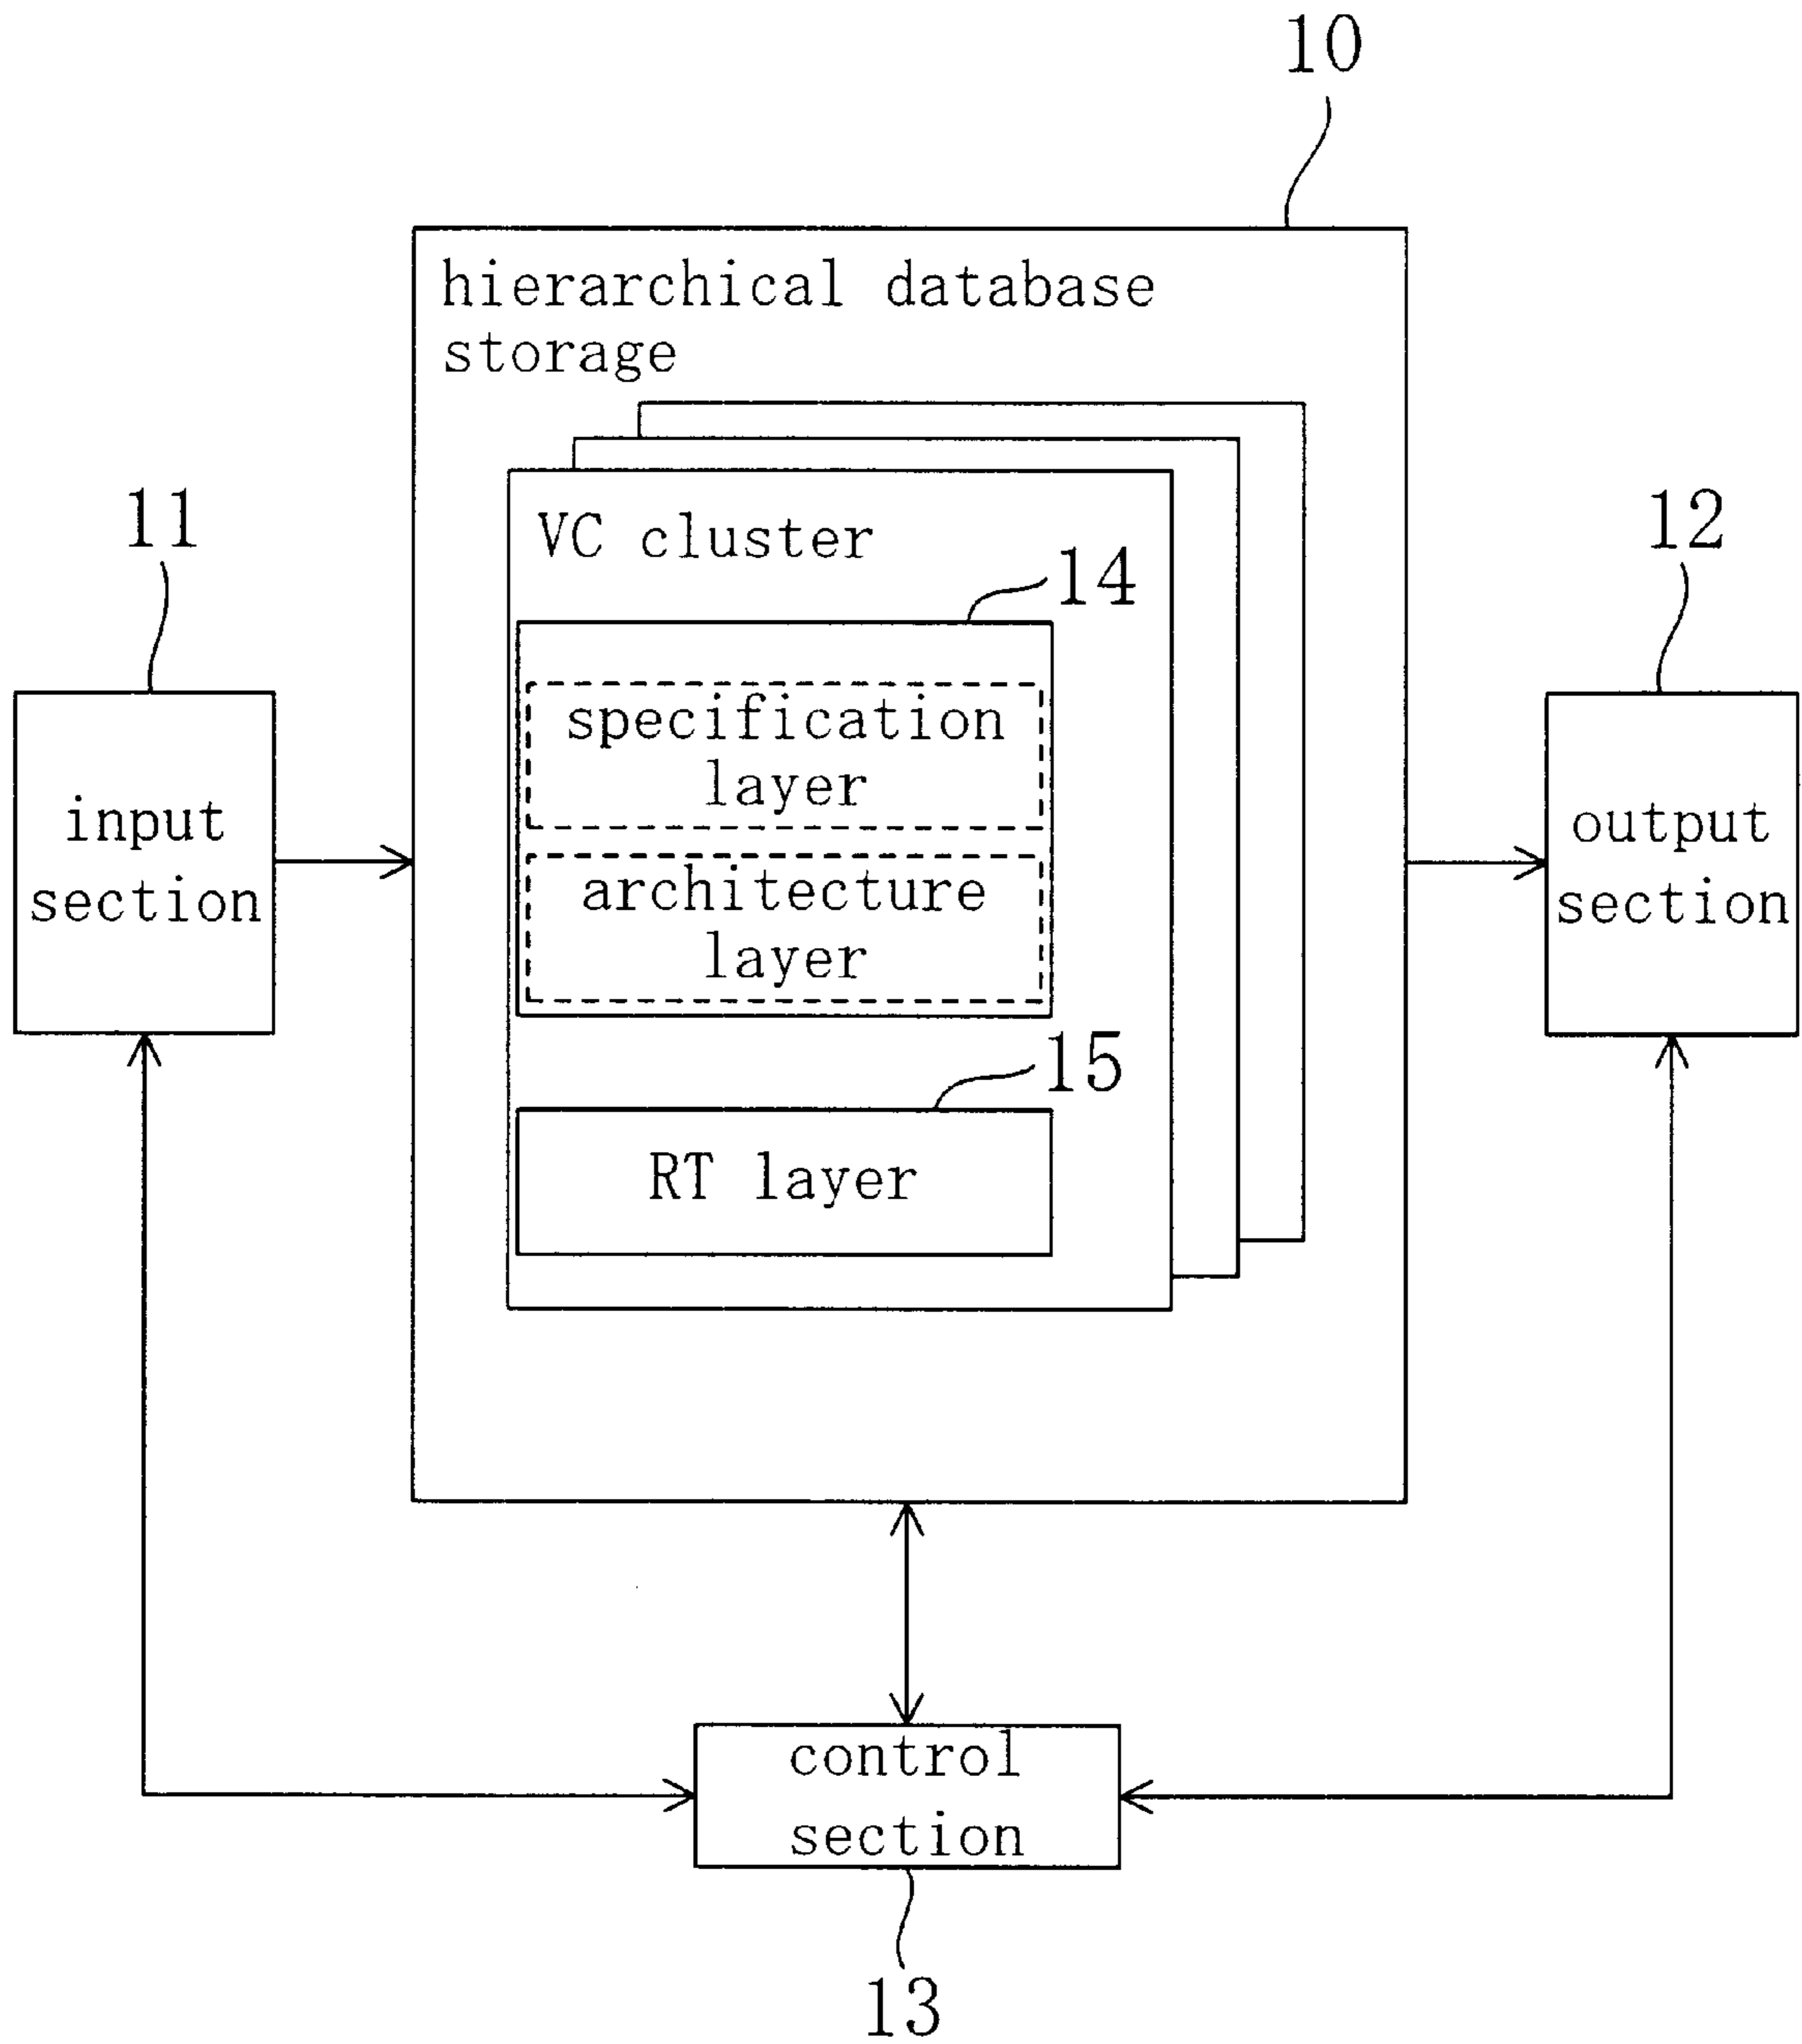 10
hierarchical database
storage
11
12
VC cluster
14
specification
layer
input
section
output
section
architecture
layer
15
RT layer
control
section
13